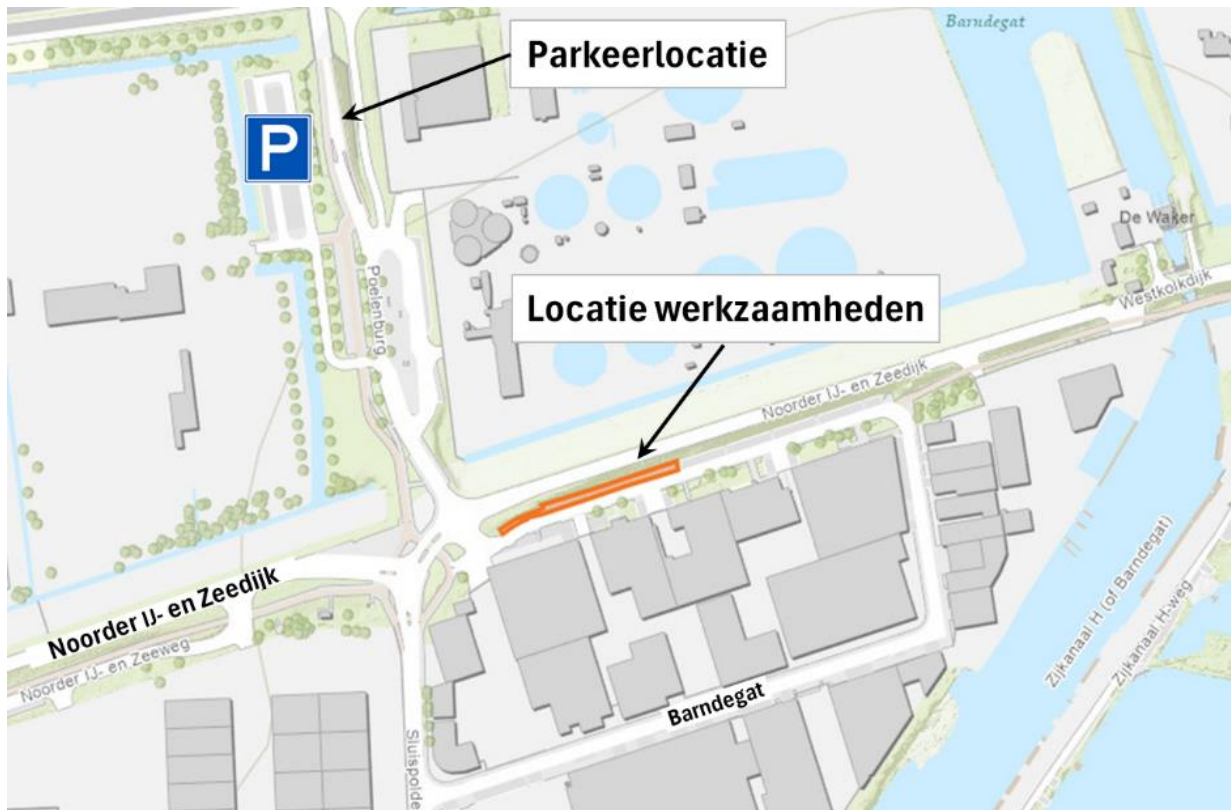 Barndegat
Parkeerlocatie
P
De Waker
Westkolkdijk
Poelenburg
Locatie werkzaamheden
Noorder IJ- en Zeedijk
Noorder IJ- en Zeedijk
Noorder IJ- en Zeeweg
Zijkanaal H (of Barndegat)
Zijkanaal H-weg
Barndegat
Sluispolde